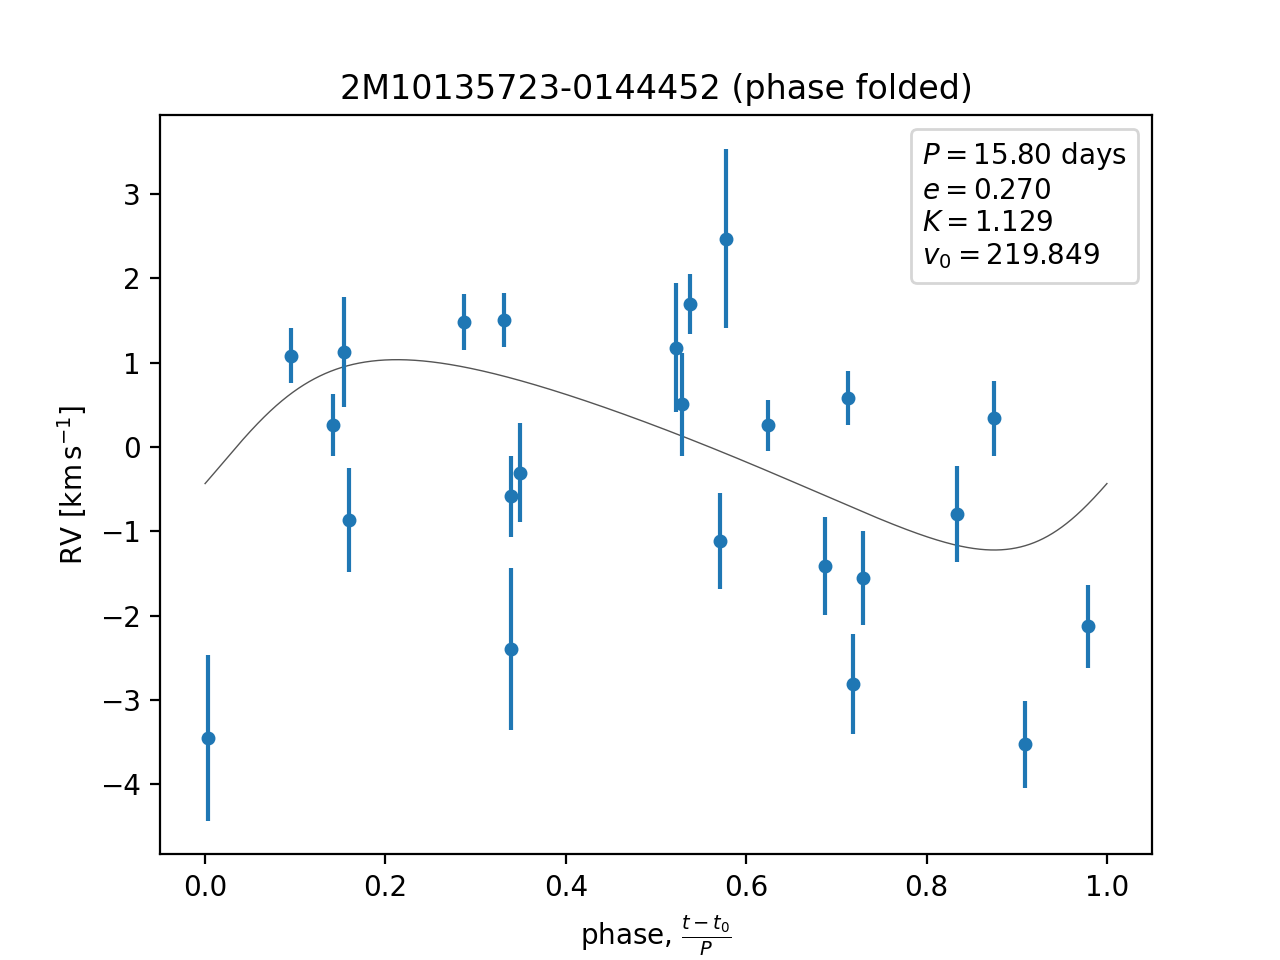 2M10135723-0144452 (phase folded)
P = 15.80 days
e = 0.270
K = 1.129
v₀ = 219.849
3
2
1
0
−1
−2
−3
−4
RV [km s⁻¹]
0.0 0.2 0.4 0.6 0.8 1.0
phase, (t − t₀)/P